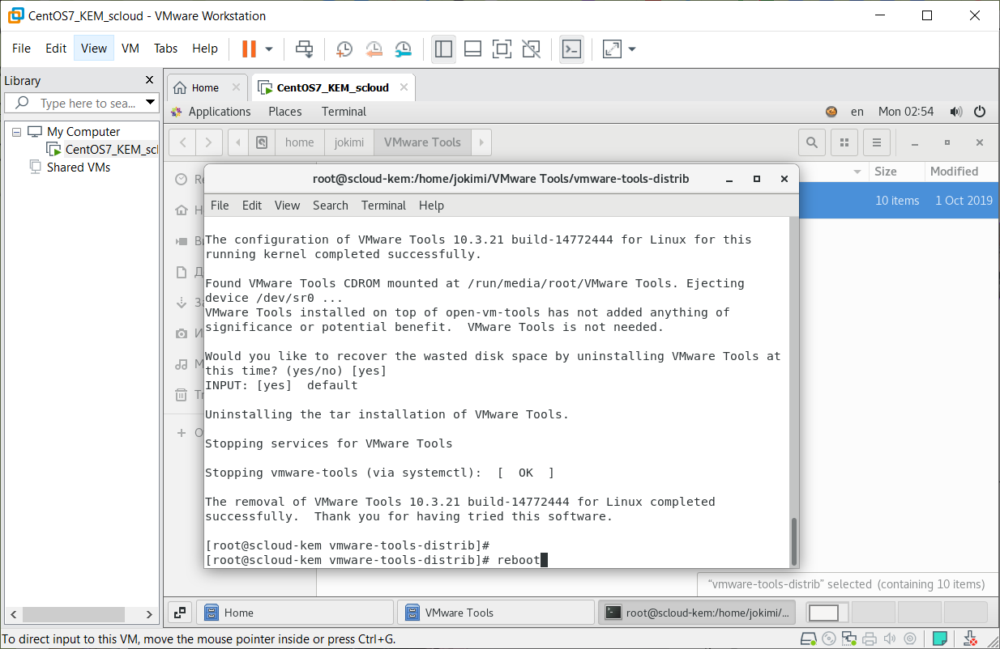 CentOS7_KEM_scloud - VMware Workstation
File Edit View VM Tabs Help
Library
Type here to sea...
My Computer
CentOS7_KEM_scl
Shared VMs
Home
CentOS7_KEM_scloud
Applications Places Terminal
en Mon 02:54
home jokimi VMware Tools
Size Modified
10 items 1 Oct 2019
root@scloud-kem:/home/jokimi/VMware Tools/vmware-tools-distrib
File Edit View Search Terminal Help
The configuration of VMware Tools 10.3.21 build-14772444 for Linux for this
running kernel completed successfully.
Found VMware Tools CDROM mounted at /run/media/root/VMware Tools. Ejecting
device /dev/sr0 ...
VMware Tools installed on top of open-vm-tools has not added anything of
significance or potential benefit.  VMware Tools is not needed.
Would you like to recover the wasted disk space by uninstalling VMware Tools at
this time? (yes/no) [yes]
INPUT: [yes]  default
Uninstalling the tar installation of VMware Tools.
Stopping services for VMware Tools
Stopping vmware-tools (via systemctl):  [  OK  ]
The removal of VMware Tools 10.3.21 build-14772444 for Linux completed
successfully.  Thank you for having tried this software.
[root@scloud-kem vmware-tools-distrib]#
[root@scloud-kem vmware-tools-distrib]# reboot
“vmware-tools-distrib” selected (containing 10 items)
Home
VMware Tools
root@scloud-kem:/home/jokimi/...
To direct input to this VM, move the mouse pointer inside or press Ctrl+G.